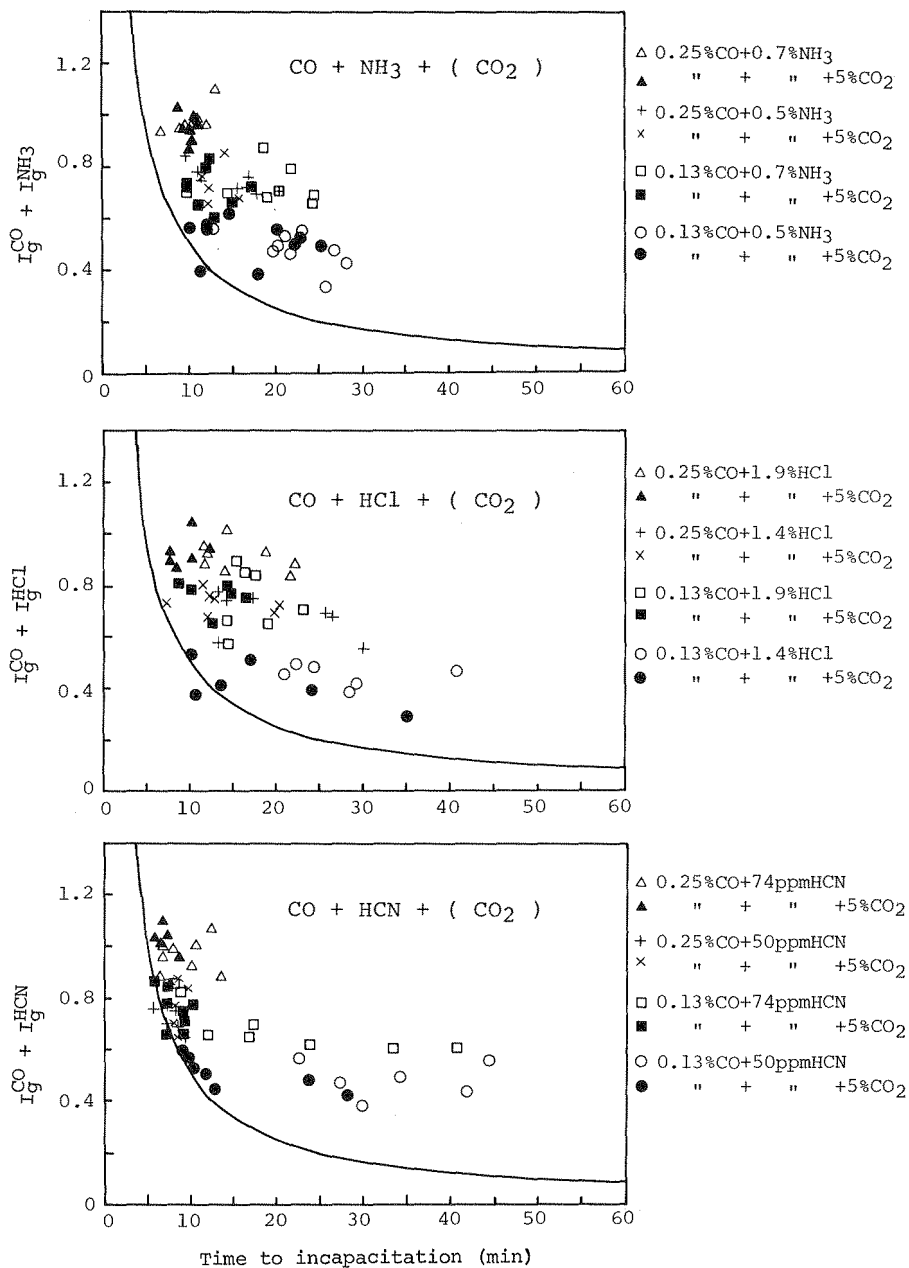 CO + NH3 + ( CO2 )
1.2
0.8
0.4
0
I_g^CO + I_g^NH3
0 10 20 30 40 50 60
△ 0.25%CO+0.7%NH3
▲ " + " +5%CO2
+ 0.25%CO+0.5%NH3
× " + " +5%CO2
□ 0.13%CO+0.7%NH3
■ " + " +5%CO2
○ 0.13%CO+0.5%NH3
● " + " +5%CO2
CO + HCl + ( CO2 )
1.2
0.8
0.4
0
I_g^CO + I_g^HCl
0 10 20 30 40 50 60
△ 0.25%CO+1.9%HCl
▲ " + " +5%CO2
+ 0.25%CO+1.4%HCl
× " + " +5%CO2
□ 0.13%CO+1.9%HCl
■ " + " +5%CO2
○ 0.13%CO+1.4%HCl
● " + " +5%CO2
CO + HCN + ( CO2 )
1.2
0.8
0.4
0
I_g^CO + I_g^HCN
0 10 20 30 40 50 60
△ 0.25%CO+74ppmHCN
▲ " + " +5%CO2
+ 0.25%CO+50ppmHCN
× " + " +5%CO2
□ 0.13%CO+74ppmHCN
■ " + " +5%CO2
○ 0.13%CO+50ppmHCN
● " + " +5%CO2
Time to incapacitation (min)